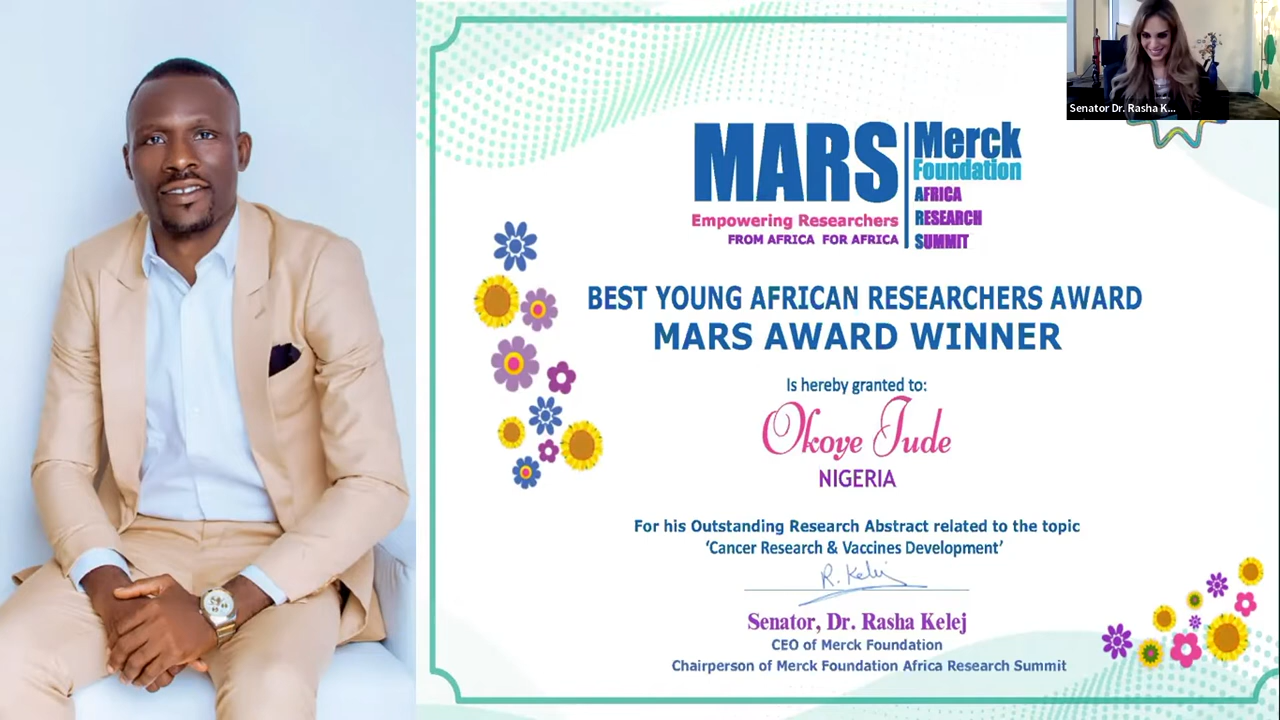 Senator Dr. Rasha K...
MARS
Merck
Foundation
AFRICA
RESEARCH
SUMMIT
Empowering Researchers
FROM AFRICA FOR AFRICA
BEST YOUNG AFRICAN RESEARCHERS AWARD
MARS AWARD WINNER
Is hereby granted to:
Okoye Jude
NIGERIA
For his Outstanding Research Abstract related to the topic
‘Cancer Research & Vaccines Development’
R. Kelej
Senator, Dr. Rasha Kelej
CEO of Merck Foundation
Chairperson of Merck Foundation Africa Research Summit